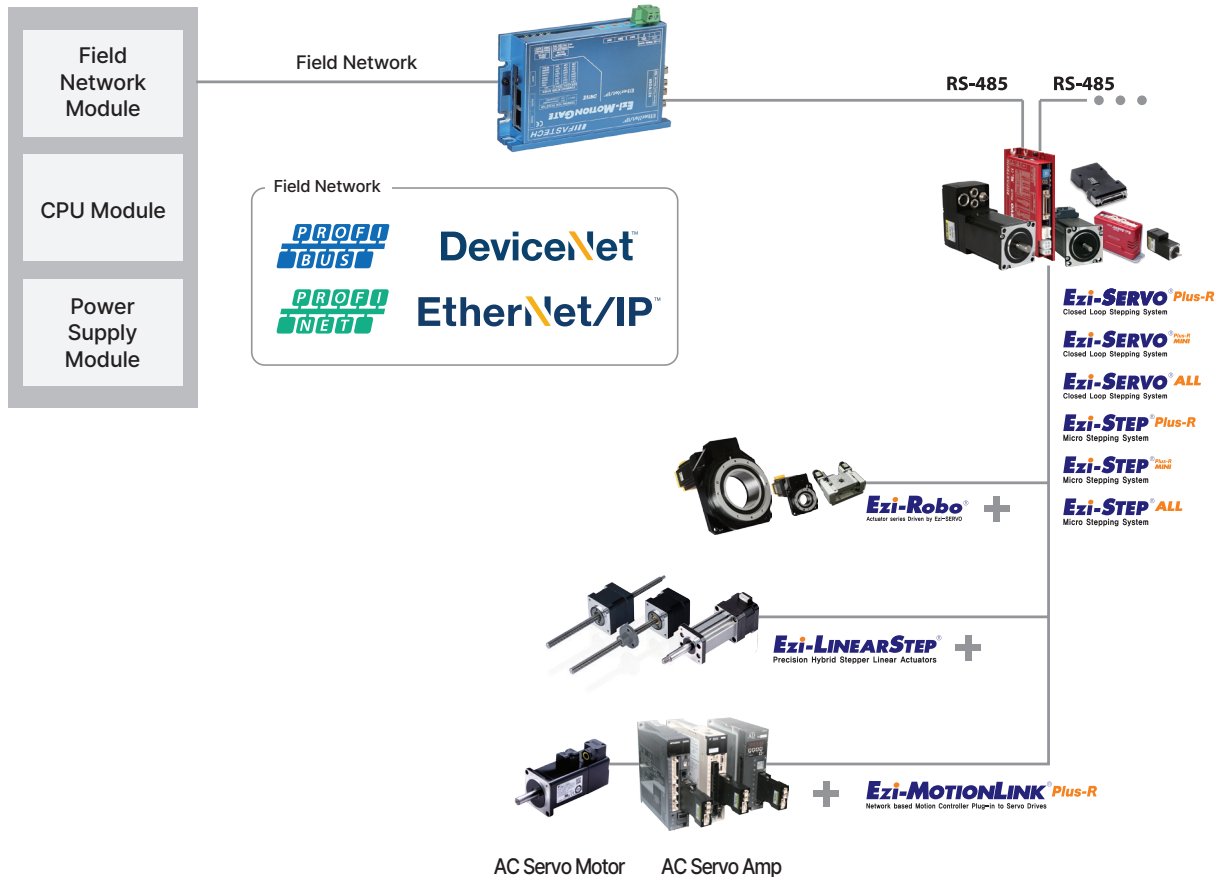 Field
Network
Module
CPU Module
Power
Supply
Module
Field Network
Ezi-MOTIONGATE
FASTECH
EtherNet/IP
RS-485
RS-485
Field Network
PROFI
BUS
DeviceNet™
PROFI
NET
EtherNet/IP™
Ezi-SERVO® Plus-R
Closed Loop Stepping System
Ezi-SERVO® Plus-R
MINI
Closed Loop Stepping System
Ezi-SERVO® ALL
Closed Loop Stepping System
Ezi-STEP® Plus-R
Micro Stepping System
Ezi-STEP® Plus-R
MINI
Micro Stepping System
Ezi-STEP® ALL
Micro Stepping System
Ezi-Robo®
Actuator series Driven by Ezi-SERVO
Ezi-LINEARSTEP®
Precision Hybrid Stepper Linear Actuators
Ezi-MOTIONLINK® Plus-R
Network based Motion Controller Plug-in to Servo Drives
AC Servo Motor
AC Servo Amp